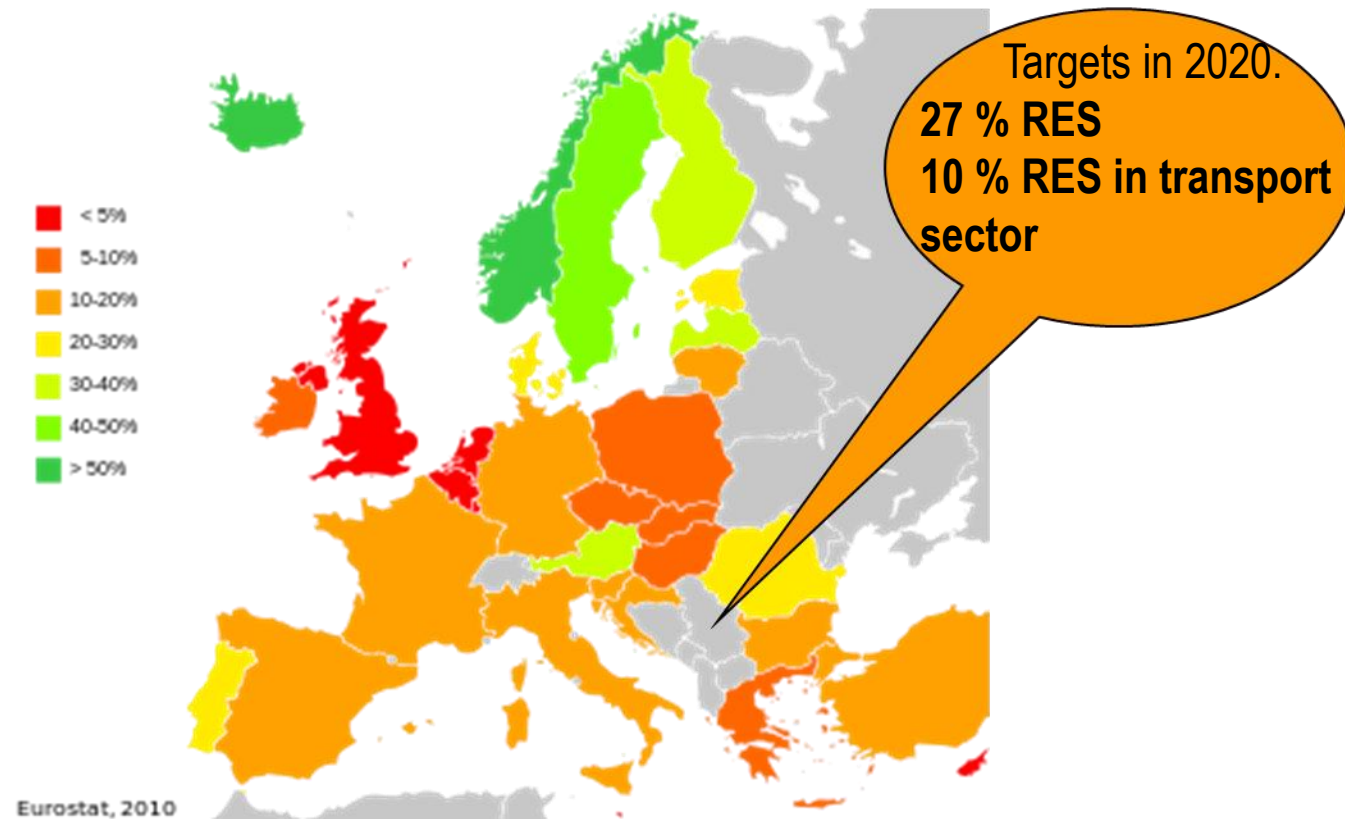 Targets in 2020.
27 % RES
10 % RES in transport
sector
< 5%
5-10%
10-20%
20-30%
30-40%
40-50%
> 50%
Eurostat, 2010